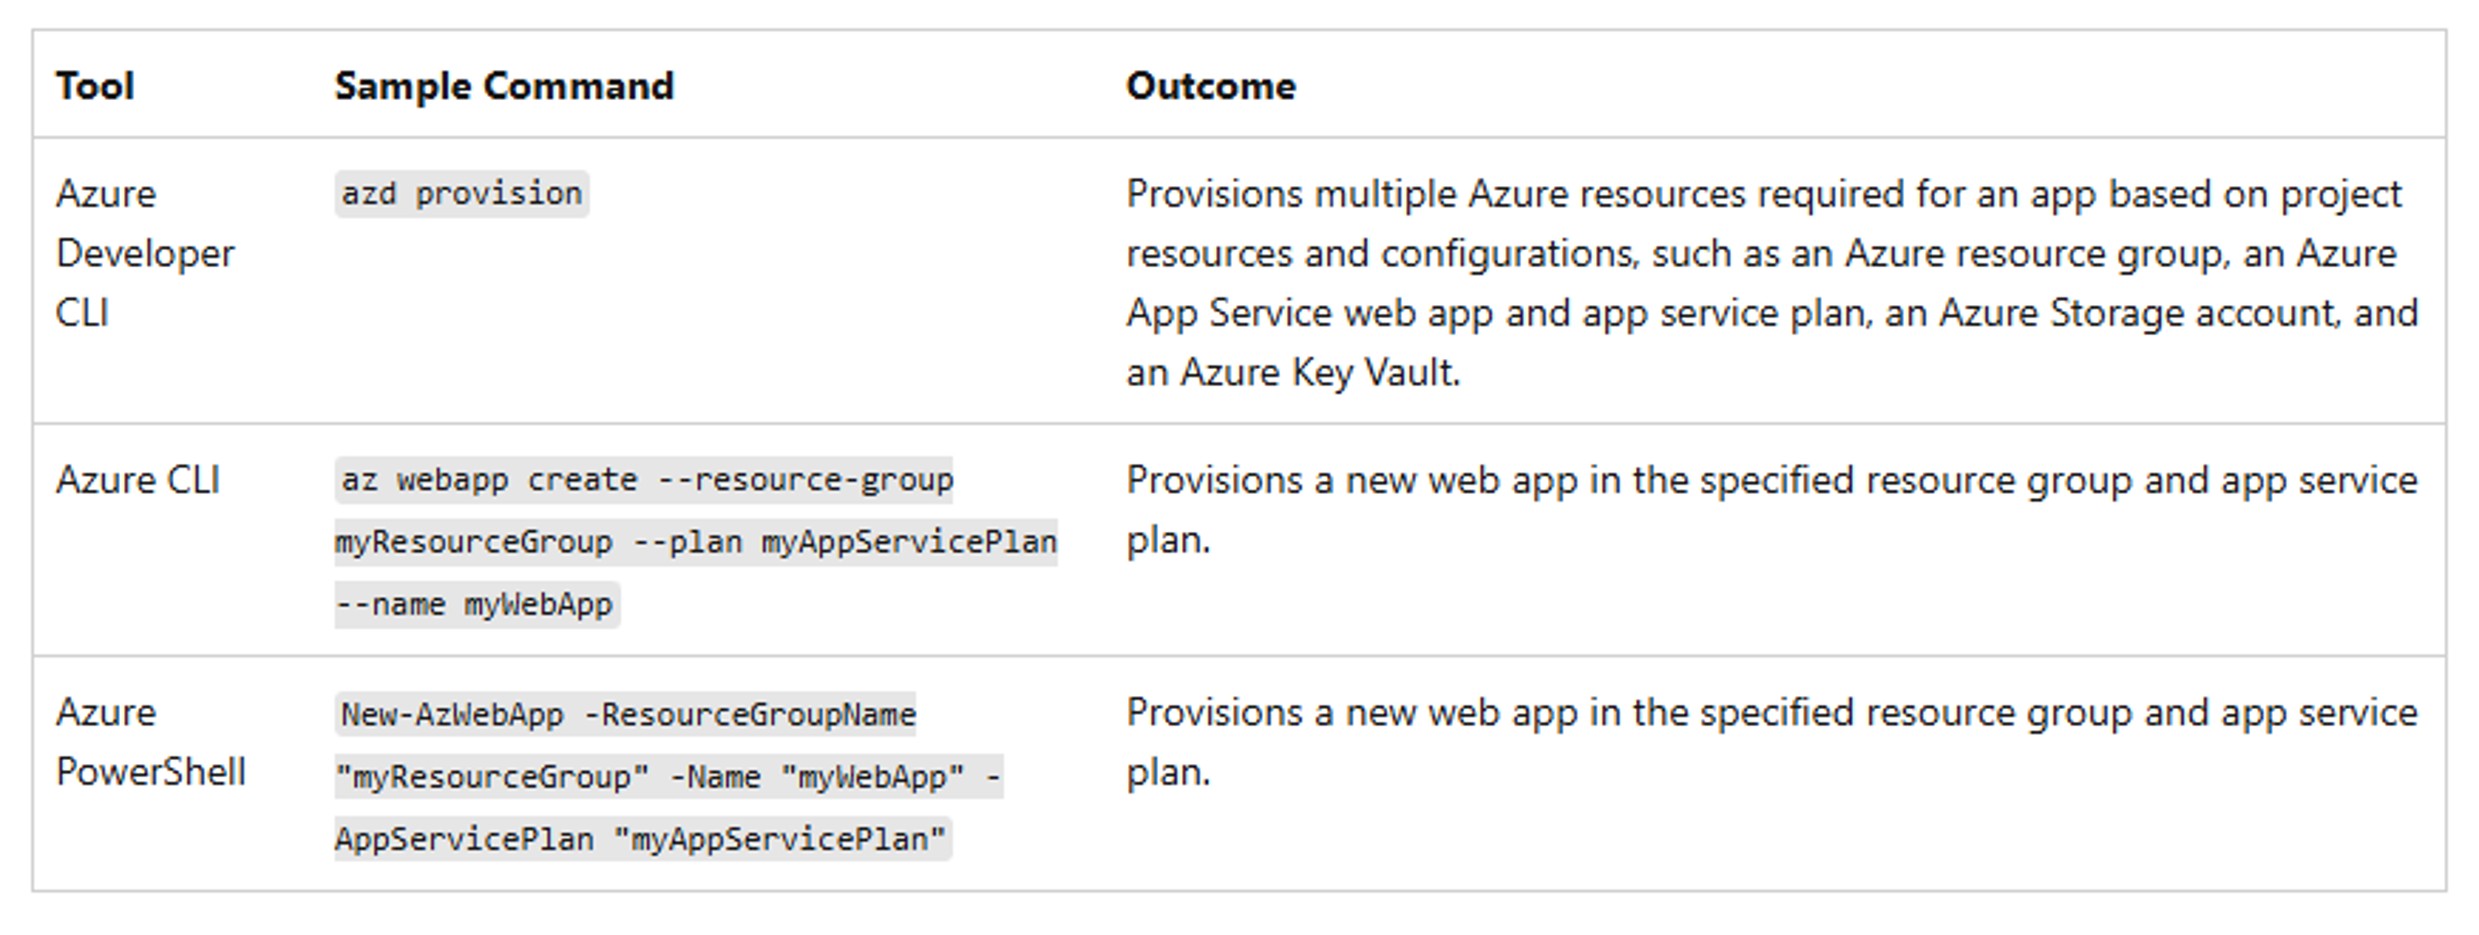 Tool Sample Command Outcome
Azure
Developer
CLI
azd provision
Provisions multiple Azure resources required for an app based on project
resources and configurations, such as an Azure resource group, an Azure
App Service web app and app service plan, an Azure Storage account, and
an Azure Key Vault.
Azure CLI
az webapp create --resource-group
myResourceGroup --plan myAppServicePlan
--name myWebApp
Provisions a new web app in the specified resource group and app service
plan.
Azure
PowerShell
New-AzWebApp -ResourceGroupName
"myResourceGroup" -Name "myWebApp" -
AppServicePlan "myAppServicePlan"
Provisions a new web app in the specified resource group and app service
plan.